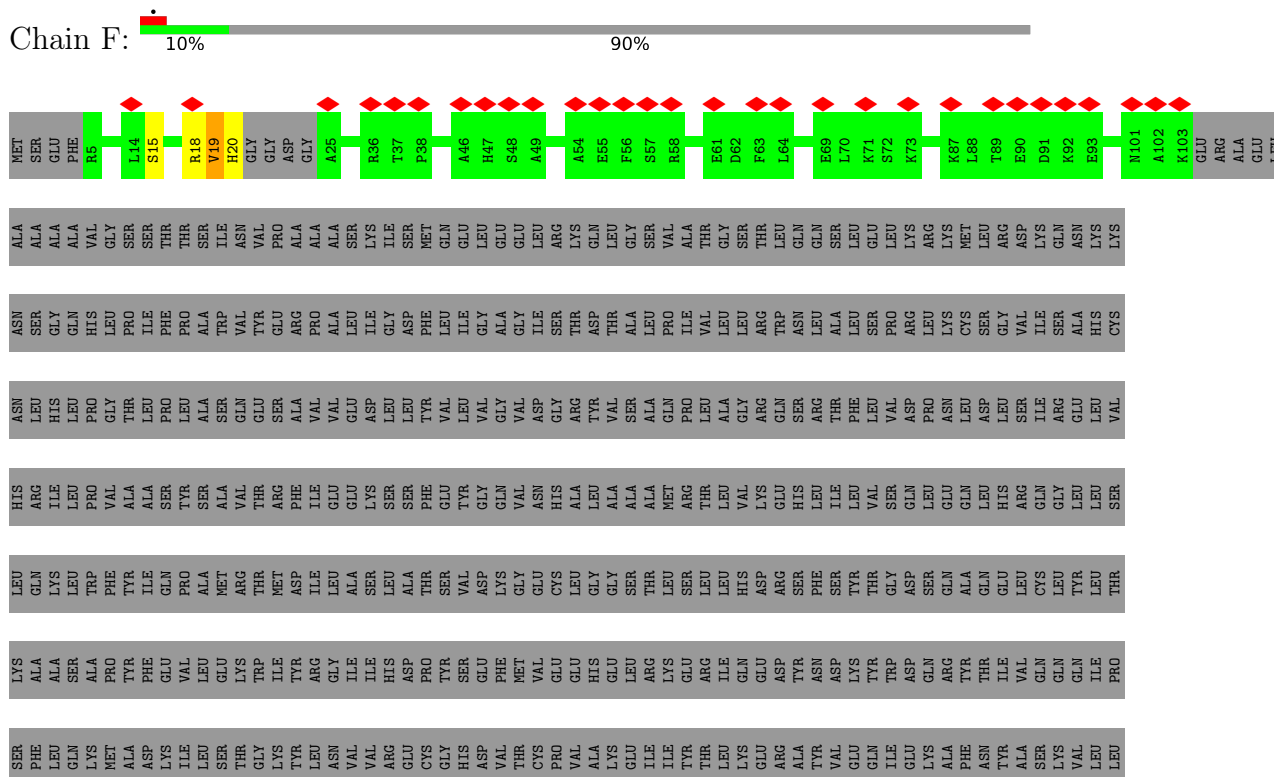 Chain F:
10% 90%
MET SER GLU PHE R5 L14 S15 R18 V19 H20 GLY GLY ASP GLY A25 R36 T37 P38 A46 H47 S48 A49 A54 E55 F56 S57 R58 E61 D62 F63 L64 E69 L70 K71 S72 K73 K87 L88 T89 E90 D91 K92 E93 N101 A102 K103 GLU ARG ALA GLU LEU
ALA ALA ALA ALA VAL GLY SER SER THR THR SER ILE ASN VAL PRO ALA ALA ALA SER LYS ILE SER MET GLN GLU LEU GLU GLU LEU ARG LYS GLN LEU GLY SER VAL ALA THR GLY SER THR LEU GLN GLN SER LEU GLU LEU LYS ARG LYS MET LEU ARG ASP LYS GLN ASN LYS LYS
ASN SER GLY GLN HIS LEU PRO ILE PHE PRO ALA TRP VAL TYR GLU ARG PRO ALA LEU ILE GLY ASP PHE LEU ILE GLY ALA GLY ILE SER THR ASP THR ALA LEU PRO ILE VAL LEU LEU ARG TRP ASN LEU ALA LEU SER PRO ARG LEU LYS CYS SER GLY VAL ILE SER ALA HIS CYS
ASN LEU HIS LEU PRO GLY THR LEU PRO LEU ALA SER GLN GLU SER ALA VAL VAL GLU ASP LEU LEU TYR VAL LEU VAL GLY VAL ASP GLY ARG TYR VAL SER ALA GLN PRO LEU ALA GLY ARG GLN SER ARG THR PHE LEU VAL ASP PRO ASN LEU ASP LEU SER ILE ARG GLU LEU VAL
HIS ARG ILE LEU PRO VAL ALA ALA SER TYR SER ALA VAL THR ARG PHE ILE GLU GLU LYS SER SER PHE GLU TYR GLY GLN VAL ASN HIS ALA LEU ALA ALA ALA MET ARG THR LEU VAL LYS GLU HIS LEU ILE LEU VAL SER GLN LEU GLU GLN LEU HIS ARG GLN GLY LEU LEU SER
LEU GLN LYS LEU TRP PHE TYR ILE GLN PRO ALA MET ARG THR MET ASP ILE LEU ALA SER LEU ALA THR SER VAL ASP LYS GLY GLU CYS LEU GLY GLY SER THR LEU SER LEU LEU HIS ASP ARG SER PHE SER TYR THR GLY ASP SER GLN ALA GLN GLU LEU CYS LEU TYR LEU THR
LYS ALA ALA SER ALA PRO TYR PHE GLU VAL LEU GLU LYS TRP ILE TYR ARG GLY ILE ILE HIS ASP PRO TYR SER GLU PHE MET VAL GLU GLU HIS GLU LEU ARG LYS GLU ARG ILE GLN GLU ASP TYR ASN ASP LYS TYR TRP ASP GLN ARG TYR THR ILE VAL GLN GLN GLN ILE PRO
SER PHE LEU GLN LYS MET ALA ASP LYS ILE LEU SER THR GLY LYS TYR LEU ASN VAL VAL ARG GLU CYS GLY HIS ASP VAL THR CYS PRO VAL ALA LYS GLU ILE ILE TYR THR LEU LYS GLU ARG ALA TYR VAL GLU GLN ILE GLU LYS ALA PHE ASN TYR ALA SER LYS VAL LEU LEU